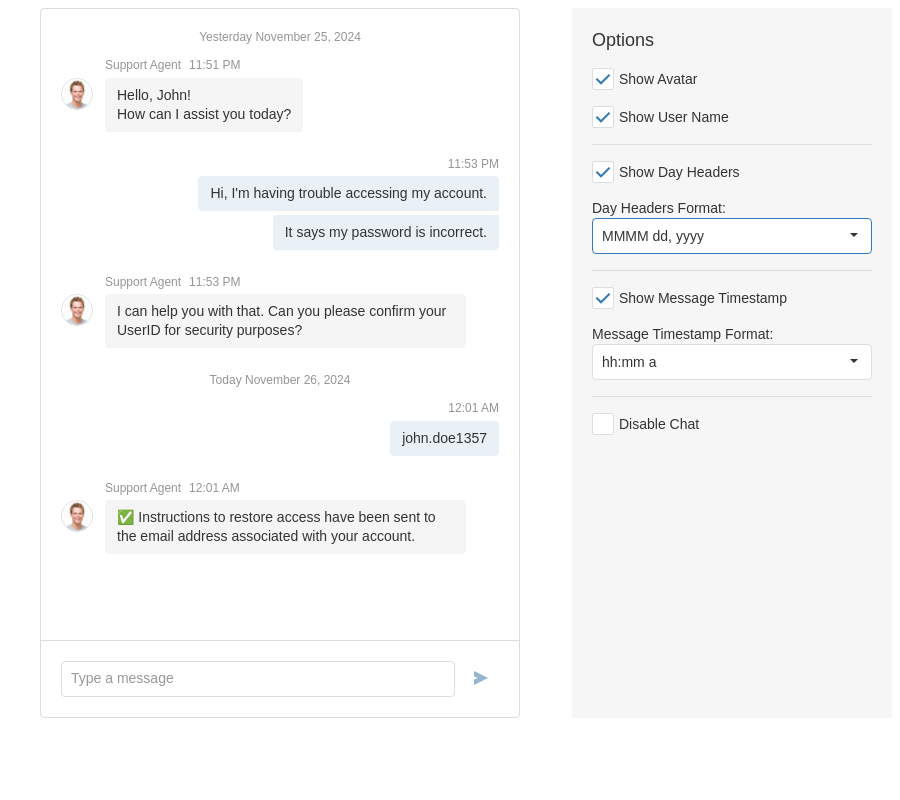 Yesterday November 25, 2024
Support Agent 11:51 PM
Hello, John!
How can I assist you today?
11:53 PM
Hi, I'm having trouble accessing my account.
It says my password is incorrect.
Support Agent 11:53 PM
I can help you with that. Can you please confirm your
UserID for security purposes?
Today November 26, 2024
12:01 AM
john.doe1357
Support Agent 12:01 AM
✅ Instructions to restore access have been sent to
the email address associated with your account.
Type a message
Options
Show Avatar
Show User Name
Show Day Headers
Day Headers Format:
MMMM dd, yyyy
Show Message Timestamp
Message Timestamp Format:
hh:mm a
Disable Chat